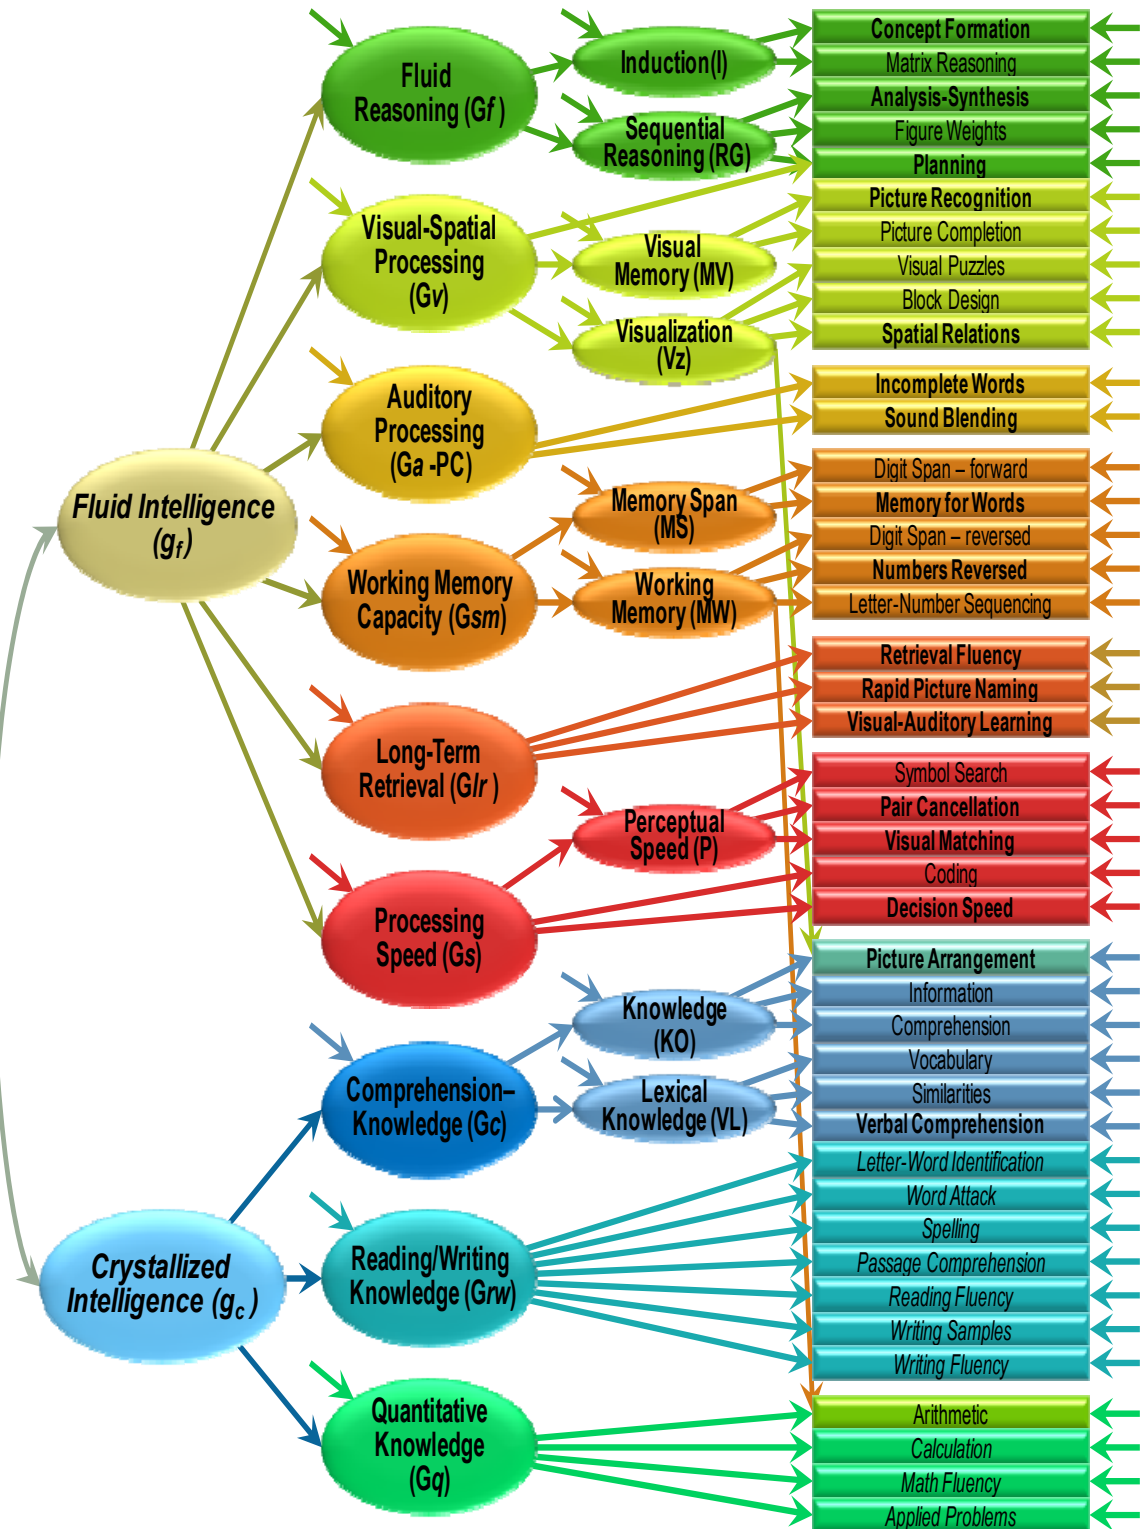 Fluid Intelligence
(gf)
Crystallized
Intelligence (gc)
Fluid
Reasoning (Gf)
Visual-Spatial
Processing
(Gv)
Auditory
Processing
(Ga -PC)
Working Memory
Capacity (Gsm)
Long-Term
Retrieval (Glr)
Processing
Speed (Gs)
Comprehension–
Knowledge (Gc)
Reading/Writing
Knowledge (Grw)
Quantitative
Knowledge
(Gq)
Induction(I)
Sequential
Reasoning (RG)
Visual
Memory (MV)
Visualization
(Vz)
Memory Span
(MS)
Working
Memory (MW)
Perceptual
Speed (P)
Knowledge
(KO)
Lexical
Knowledge (VL)
Concept Formation
Matrix Reasoning
Analysis-Synthesis
Figure Weights
Planning
Picture Recognition
Picture Completion
Visual Puzzles
Block Design
Spatial Relations
Incomplete Words
Sound Blending
Digit Span – forward
Memory for Words
Digit Span – reversed
Numbers Reversed
Letter-Number Sequencing
Retrieval Fluency
Rapid Picture Naming
Visual-Auditory Learning
Symbol Search
Pair Cancellation
Visual Matching
Coding
Decision Speed
Picture Arrangement
Information
Comprehension
Vocabulary
Similarities
Verbal Comprehension
Letter-Word Identification
Word Attack
Spelling
Passage Comprehension
Reading Fluency
Writing Samples
Writing Fluency
Arithmetic
Calculation
Math Fluency
Applied Problems